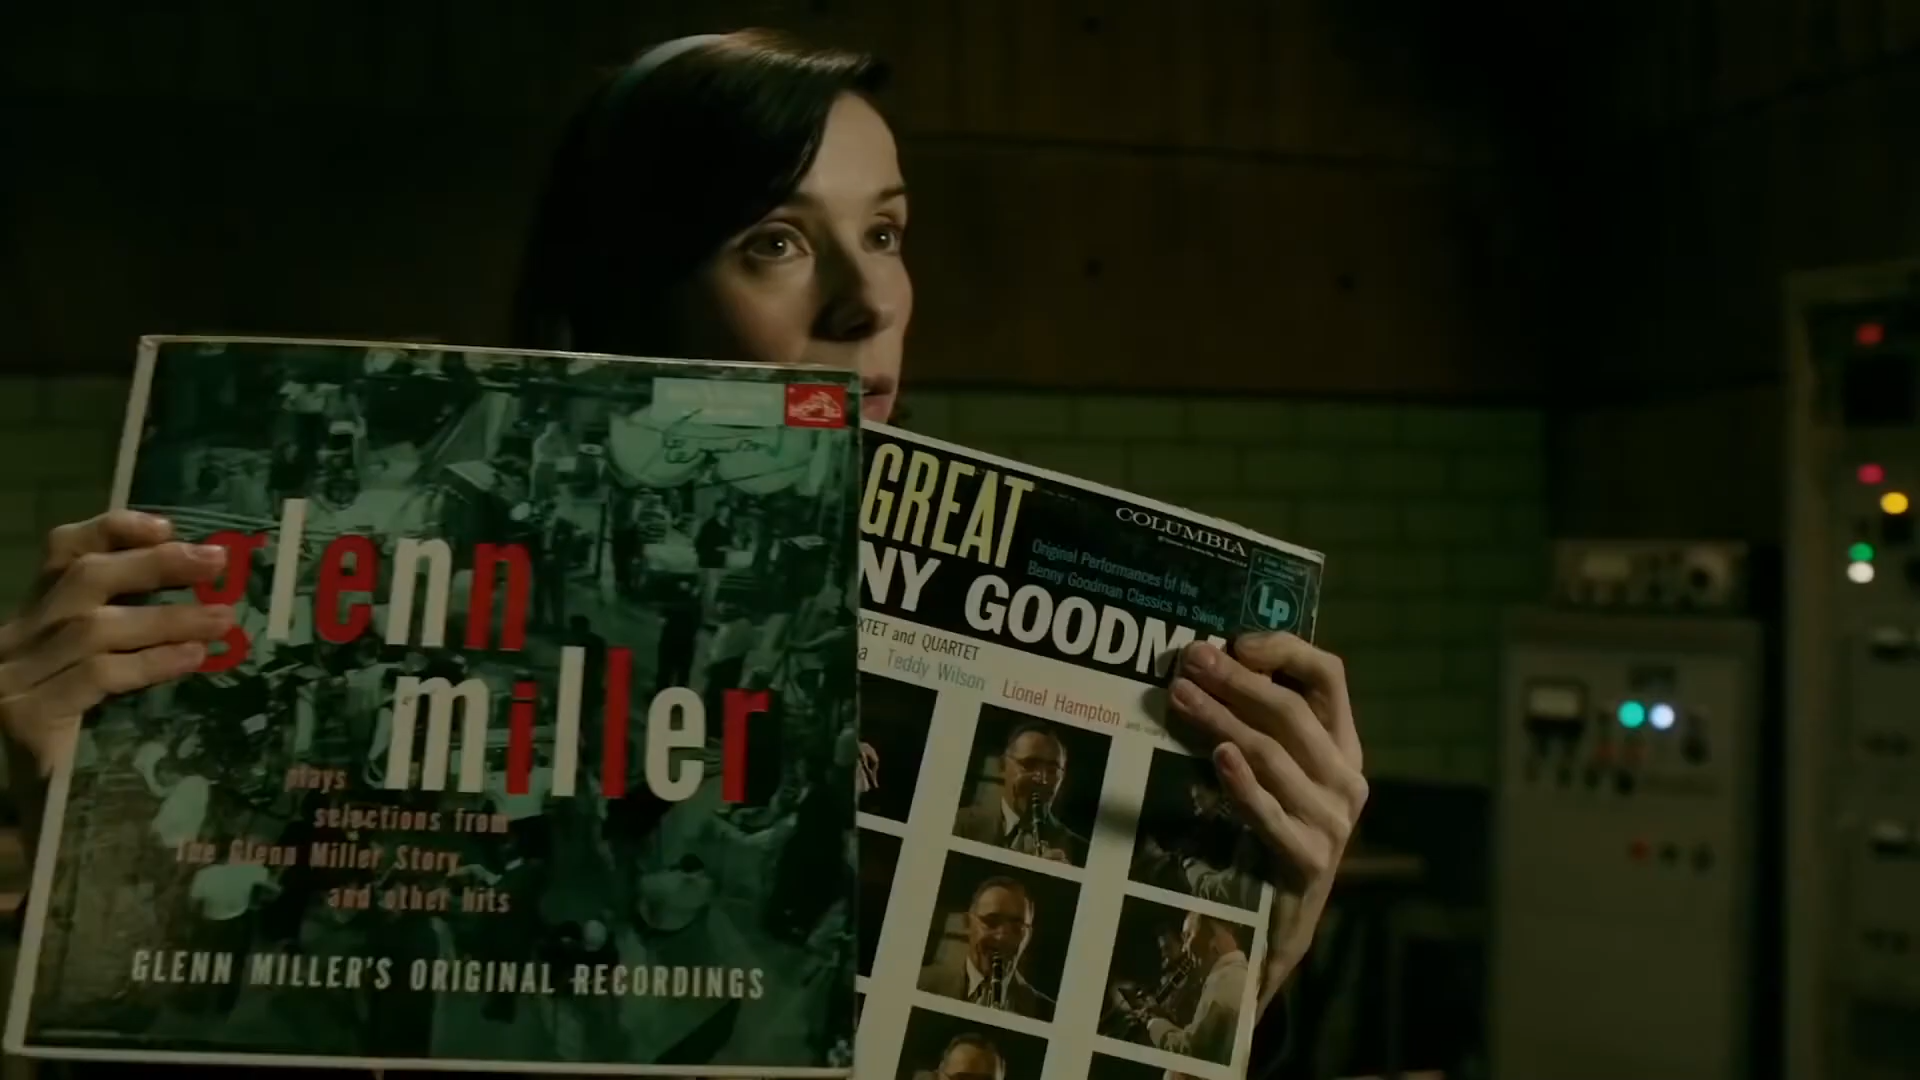 glenn
miller
plays
selections from
The Glenn Miller Story
and other hits
GLENN MILLER'S ORIGINAL RECORDINGS
GREAT
COLUMBIA
Original Performances of the
Benny Goodman Classics in Swing
Lp
NY GOODMA
XTET and QUARTET
a Teddy Wilson Lionel Hampton